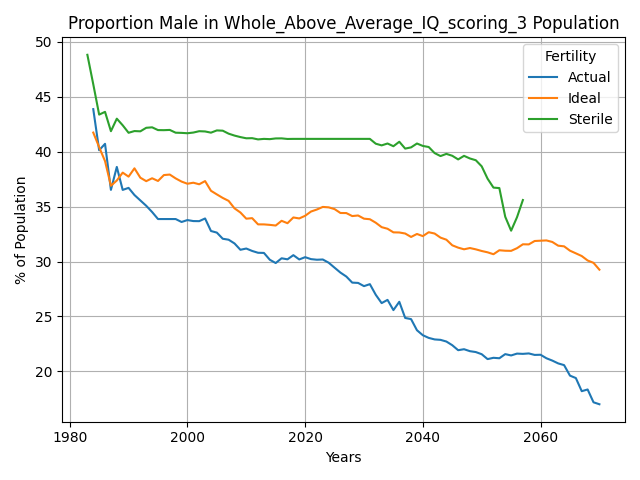 Proportion Male in Whole_Above_Average_IQ_scoring_3 Population
Fertility
Actual
Ideal
Sterile
% of Population
50
45
40
35
30
25
20
1980
2000
2020
2040
2060
Years